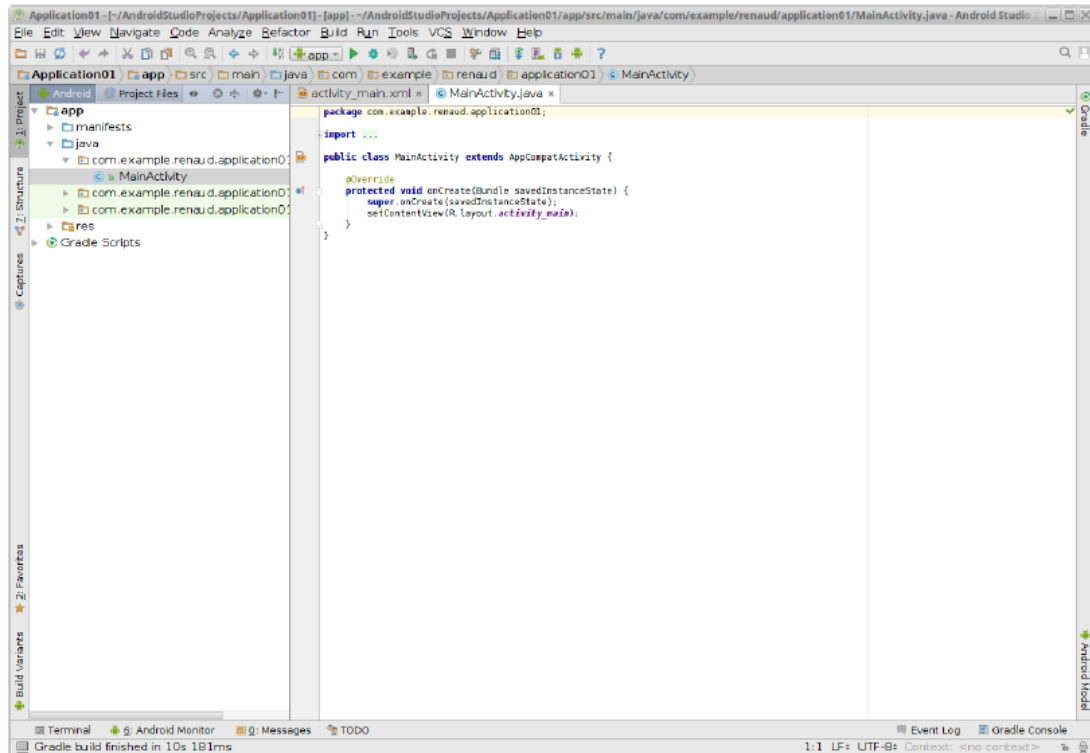 Application01 - [~/AndroidStudioProjects/Application01] - [app] - ~/AndroidStudioProjects/Application01/app/src/main/java/com/example/renaud/application01/MainActivity.java - Android Studio
File Edit View Navigate Code Analyze Refactor Build Run Tools VCS Window Help
app
Application01 app src main java com example renaud application01 MainActivity
Android Project Files
activity_main.xml MainActivity.java
1: Project
7: Structure
Captures
2: Favorites
Build Variants
app
manifests
java
com.example.renaud.application01
MainActivity
com.example.renaud.application01
com.example.renaud.application01
res
Gradle Scripts
package com.example.renaud.application01;
import ...
public class MainActivity extends AppCompatActivity {
@Override
protected void onCreate(Bundle savedInstanceState) {
super.onCreate(savedInstanceState);
setContentView(R.layout.activity_main);
}
}
Gradle
Android Model
Terminal 6: Android Monitor 0: Messages TODO Event Log Gradle Console
Gradle build finished in 10s 181ms 1:1 LF÷ UTF-8÷ Context: <no context>